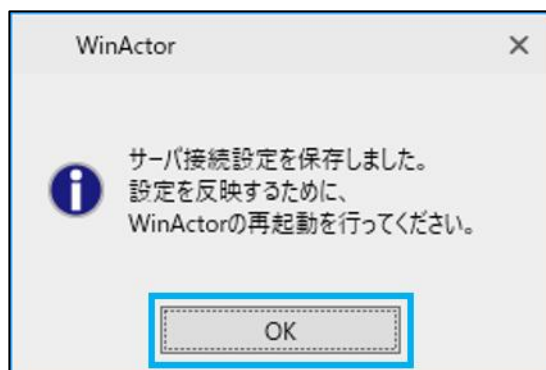 WinActor
サーバ接続設定を保存しました。
設定を反映するために、
WinActorの再起動を行ってください。
OK